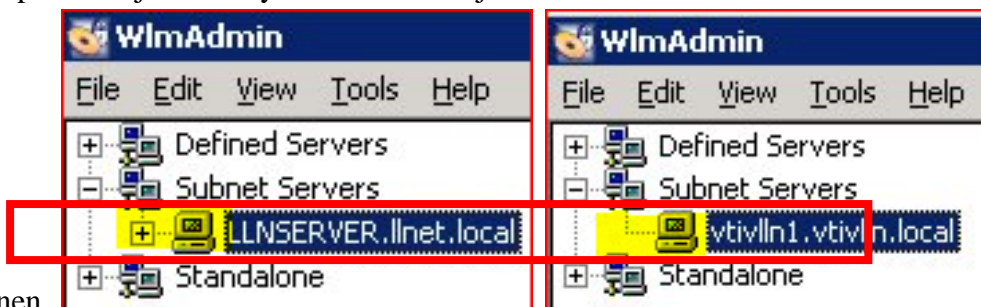 WlmAdmin
File Edit View Tools Help
Defined Servers
Subnet Servers
LLNSERVER.llnet.local
Standalone
WlmAdmin
File Edit View Tools Help
Defined Servers
Subnet Servers
vtivlln1.vtivlln.local
Standalone
nen